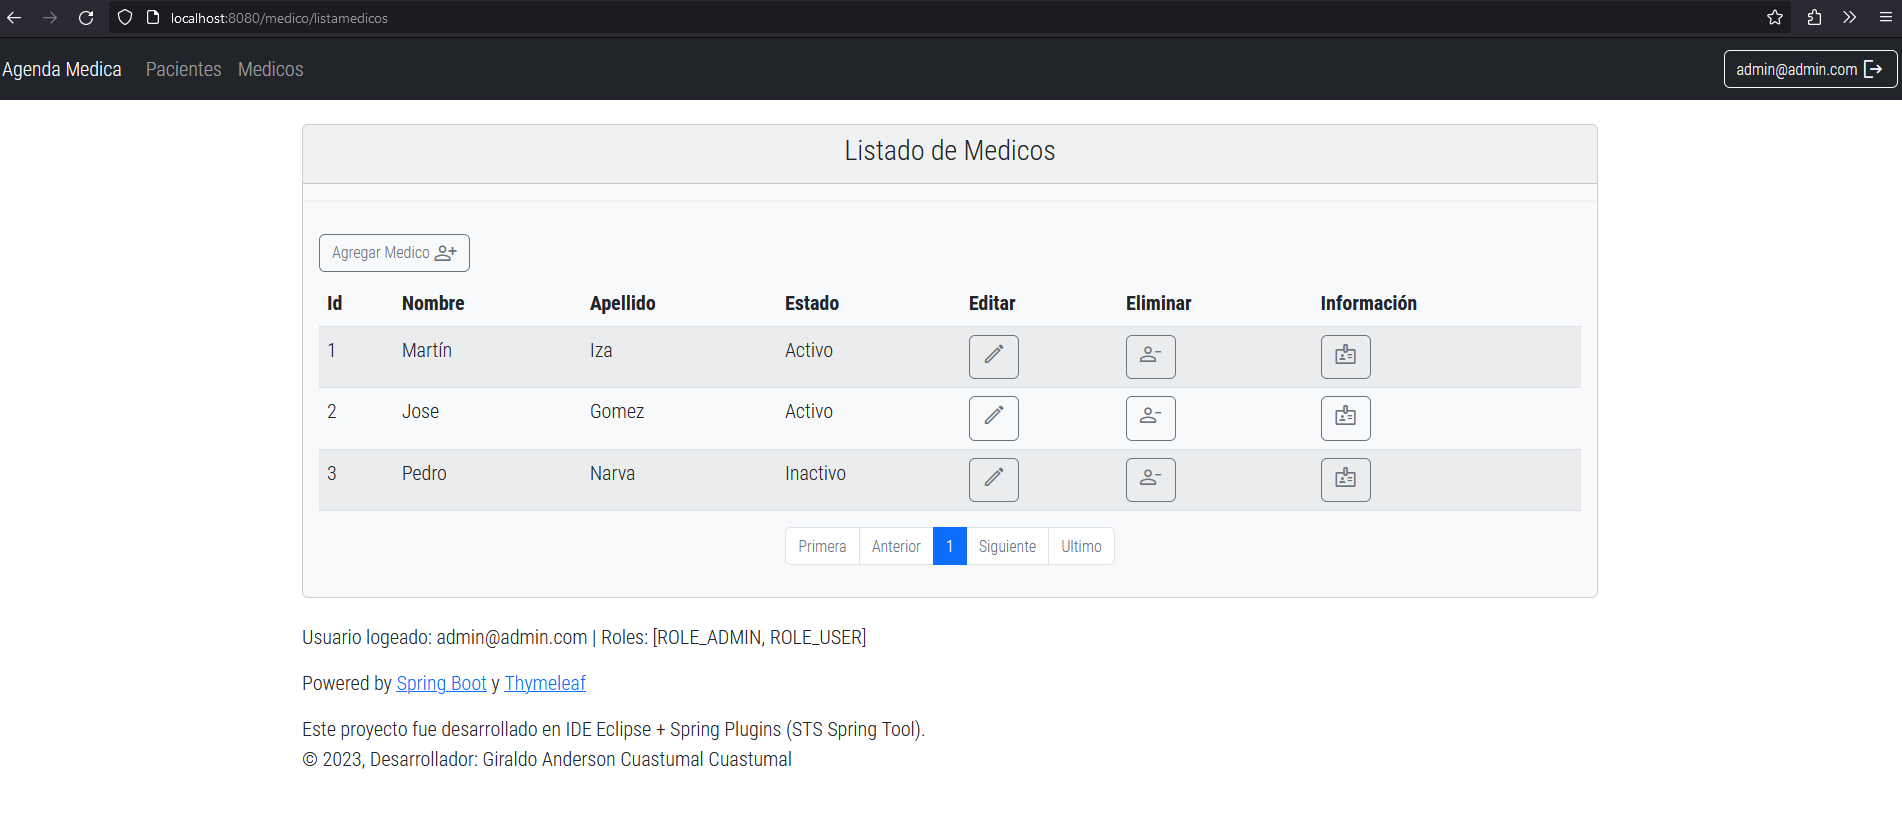 localhost:8080/medico/listamedicos
Agenda Medica Pacientes Medicos admin@admin.com
Listado de Medicos
Agregar Medico
Id Nombre Apellido Estado Editar Eliminar Información
1 Martín Iza Activo
2 Jose Gomez Activo
3 Pedro Narva Inactivo
Primera Anterior 1 Siguiente Ultimo
Usuario logeado: admin@admin.com | Roles: [ROLE_ADMIN, ROLE_USER]
Powered by Spring Boot y Thymeleaf
Este proyecto fue desarrollado en IDE Eclipse + Spring Plugins (STS Spring Tool).
© 2023, Desarrollador: Giraldo Anderson Cuastumal Cuastumal